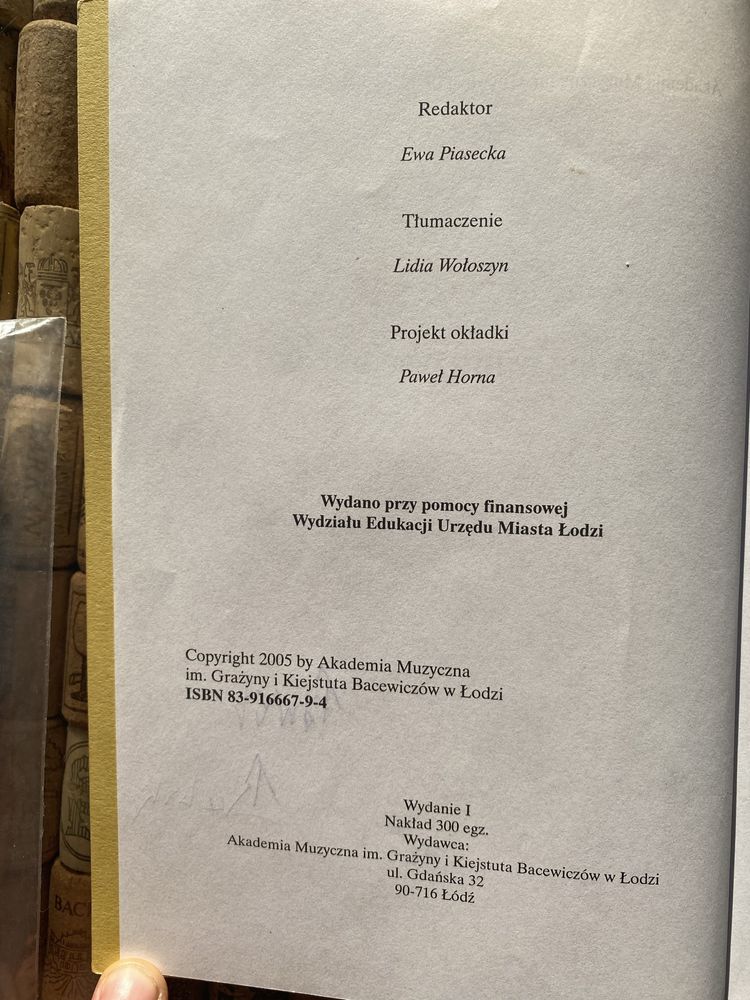 Redaktor
Ewa Piasecka
Tłumaczenie
Lidia Wołoszyn
Projekt okładki
Paweł Horna
Wydano przy pomocy finansowej
Wydziału Edukacji Urzędu Miasta Łodzi
Copyright 2005 by Akademia Muzyczna
im. Grażyny i Kiejstuta Bacewiczów w Łodzi
ISBN 83-916667-9-4
Wydanie I
Nakład 300 egz.
Wydawca:
Akademia Muzyczna im. Grażyny i Kiejstuta Bacewiczów w Łodzi
ul. Gdańska 32
90-716 Łódź